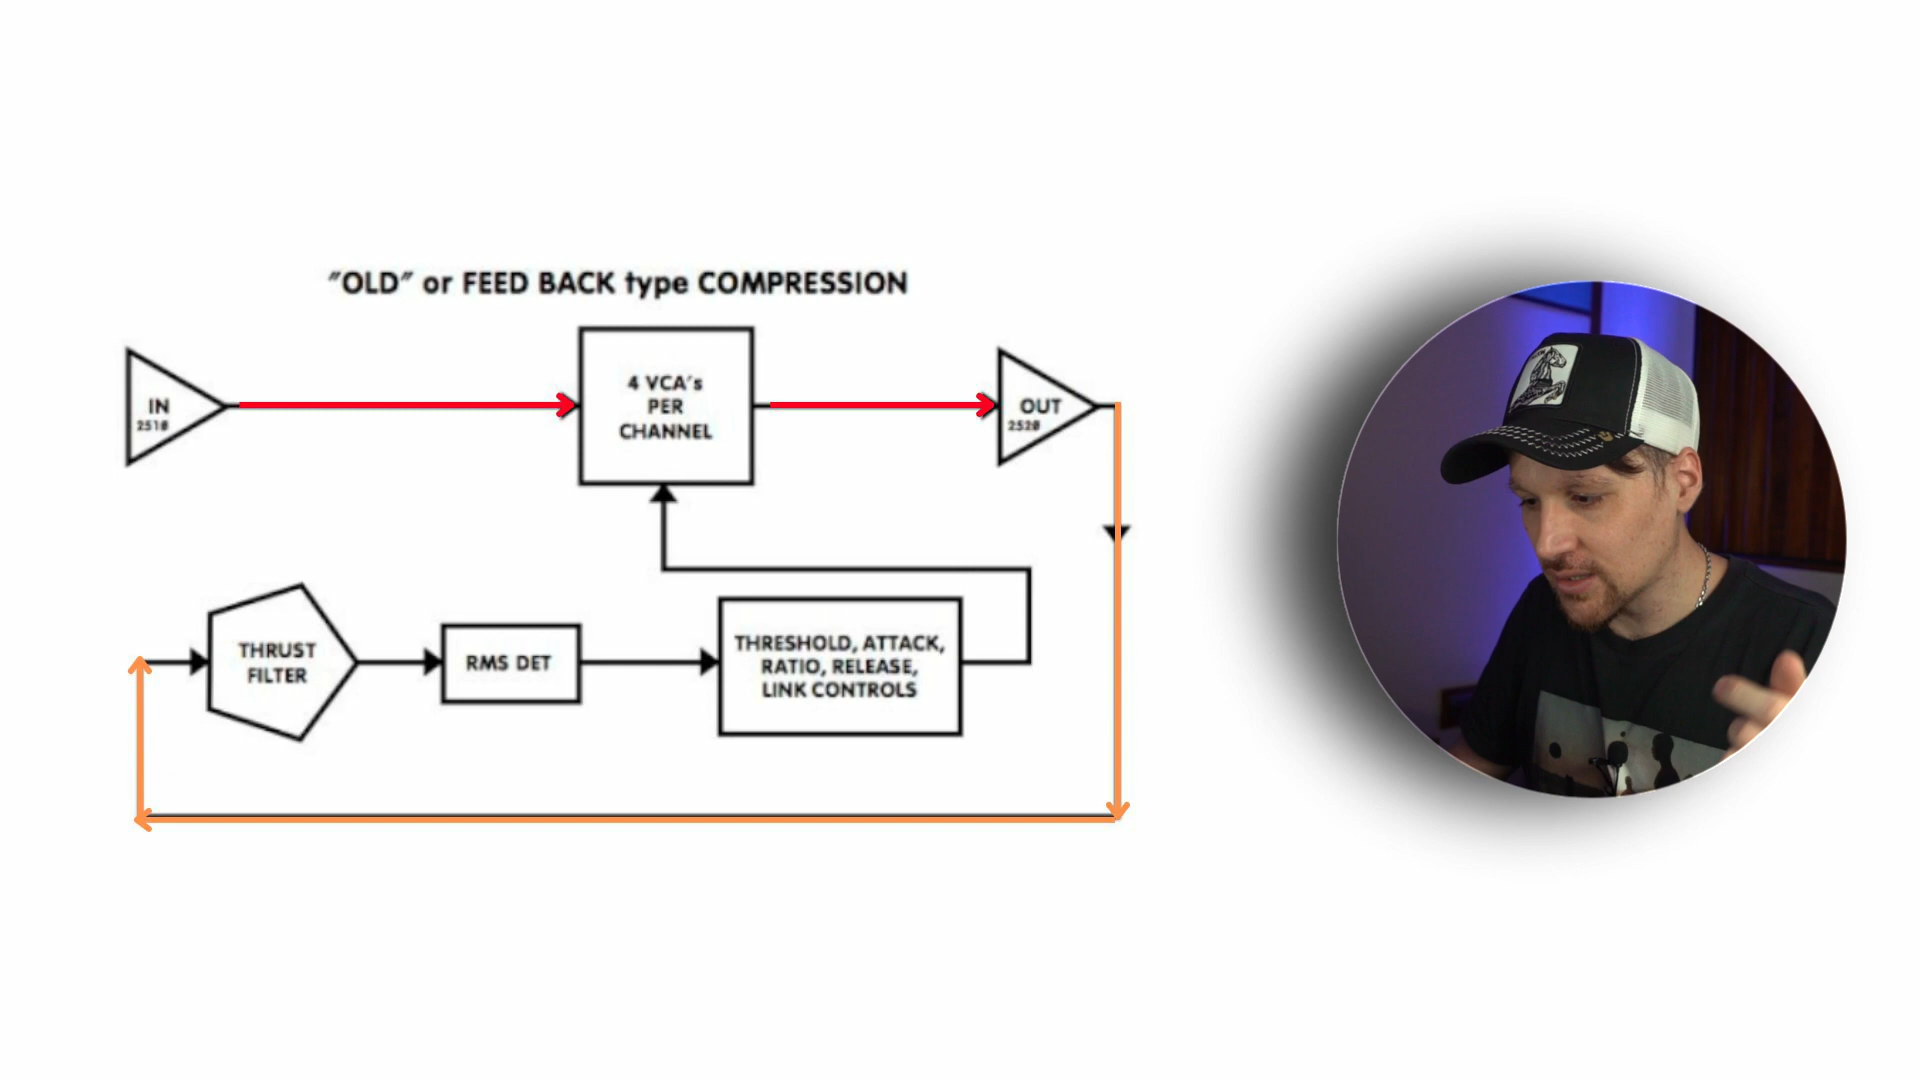 "OLD" or FEED BACK type COMPRESSION
4 VCA's
PER
CHANNEL
IN
2510
OUT
2520
THRUST
FILTER
RMS DET
THRESHOLD, ATTACK,
RATIO, RELEASE,
LINK CONTROLS